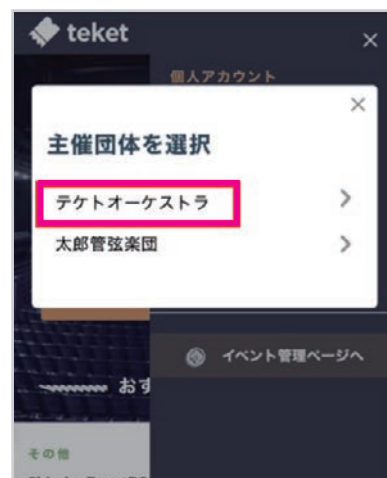 teket
個人アカウント
主催団体を選択
テケトオーケストラ
太郎管弦楽団
イベント管理ページへ
おす
その他